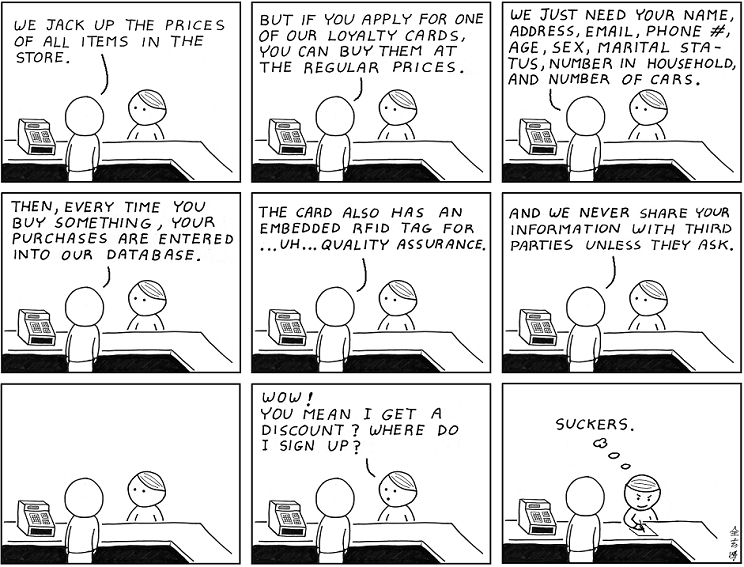 WE JACK UP THE PRICES
OF ALL ITEMS IN THE
STORE.
BUT IF YOU APPLY FOR ONE
OF OUR LOYALTY CARDS,
YOU CAN BUY THEM AT
THE REGULAR PRICES.
WE JUST NEED YOUR NAME,
ADDRESS, EMAIL, PHONE #,
AGE, SEX, MARITAL STA-
TUS, NUMBER IN HOUSEHOLD,
AND NUMBER OF CARS.
THEN, EVERY TIME YOU
BUY SOMETHING, YOUR
PURCHASES ARE ENTERED
INTO OUR DATABASE.
THE CARD ALSO HAS AN
EMBEDDED RFID TAG FOR
...UH...QUALITY ASSURANCE.
AND WE NEVER SHARE YOUR
INFORMATION WITH THIRD
PARTIES UNLESS THEY ASK.
WOW!
YOU MEAN I GET A
DISCOUNT? WHERE DO
I SIGN UP?
SUCKERS.